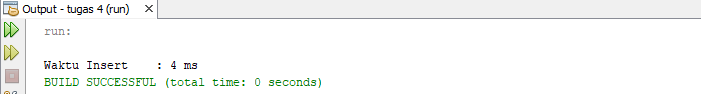 Output - tugas 4 (run)
run:
Waktu Insert    : 4 ms
BUILD SUCCESSFUL (total time: 0 seconds)